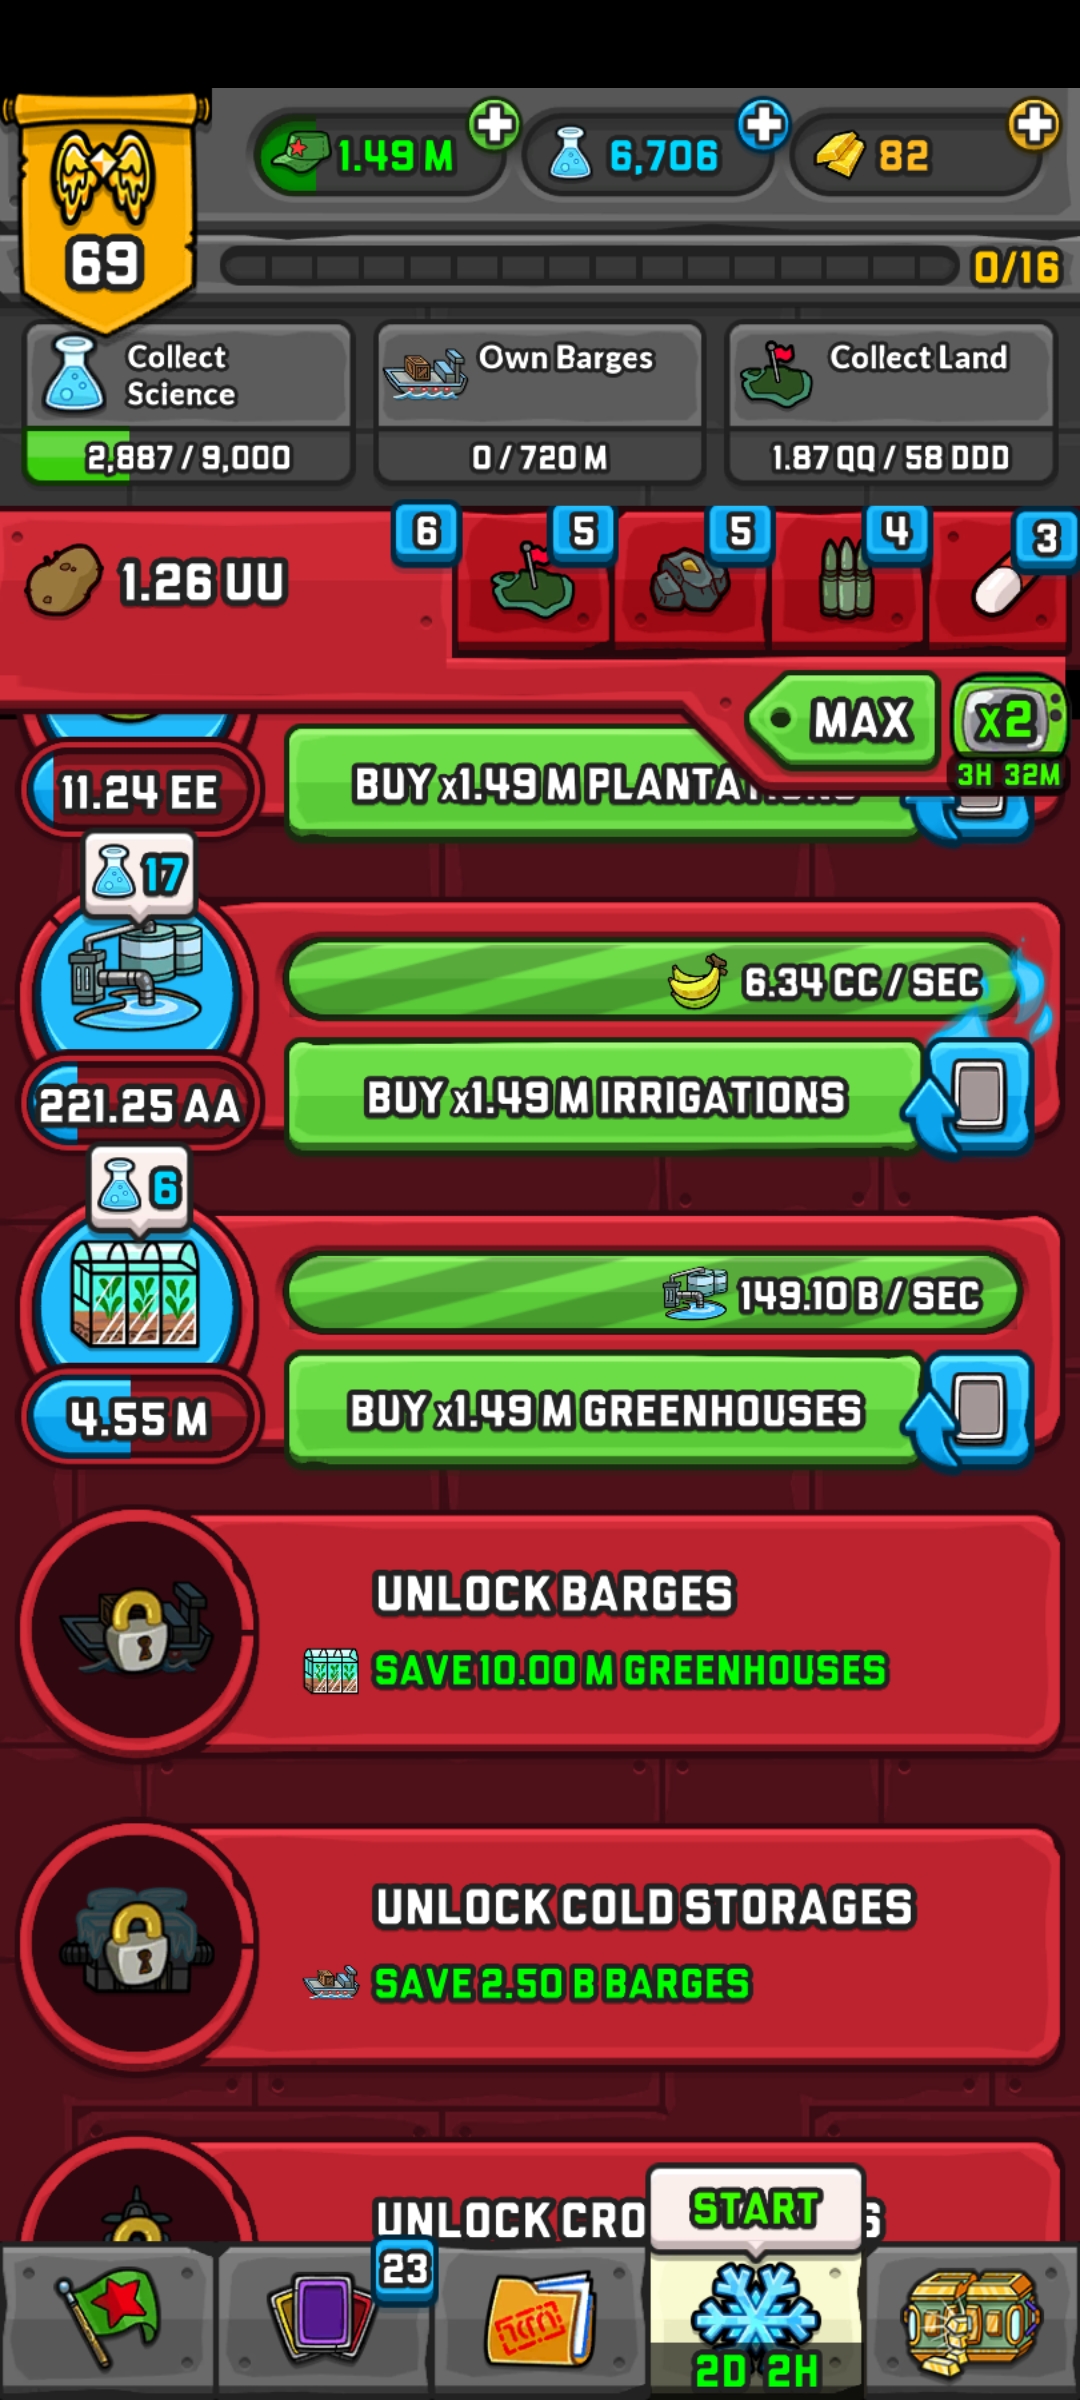 1.49 M
6,706
82
69
0/16
Collect
Science
2,887 / 9,000
Own Barges
0 / 720 M
Collect Land
1.87 QQ / 58 DDD
1.26 UU
6
5
5
4
3
MAX
x2
3H 32M
11.24 EE
BUY x1.49 M
17
6.34 CC / SEC
221.25 AA
BUY x1.49 M IRRIGATIONS
6
149.10 B / SEC
4.55 M
BUY x1.49 M GREENHOUSES
UNLOCK BARGES
SAVE 10.00 M GREENHOUSES
UNLOCK COLD STORAGES
SAVE 2.50 B BARGES
UNLOCK
START
23
2D 2H